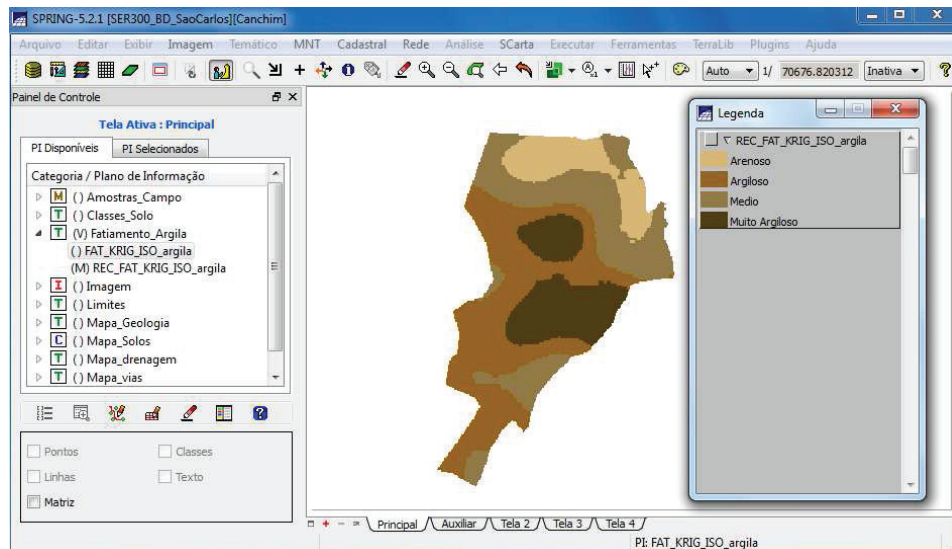 SPRING-5.2.1 [SER300_BD_SaoCarlos][Canchim]
Arquivo Editar Exibir Imagem Temático MNT Cadastral Rede Análise SCarta Executar Ferramentas TerraLib Plugins Ajuda
Auto 1/ 70676.820312 Inativa
Painel de Controle
Tela Ativa : Principal
PI Disponíveis PI Selecionados
Categoria / Plano de Informação
M ( ) Amostras_Campo
T ( ) Classes_Solo
T (V) Fatiamento_Argila
( ) FAT_KRIG_ISO_argila
(M) REC_FAT_KRIG_ISO_argila
I ( ) Imagem
T ( ) Limites
T ( ) Mapa_Geologia
C ( ) Mapa_Solos
T ( ) Mapa_drenagem
T ( ) Mapa_vias
Pontos Classes
Linhas Texto
Matriz
Legenda
REC_FAT_KRIG_ISO_argila
Arenoso
Argiloso
Medio
Muito Argiloso
Principal Auxiliar Tela 2 Tela 3 Tela 4
PI: FAT_KRIG_ISO_argila